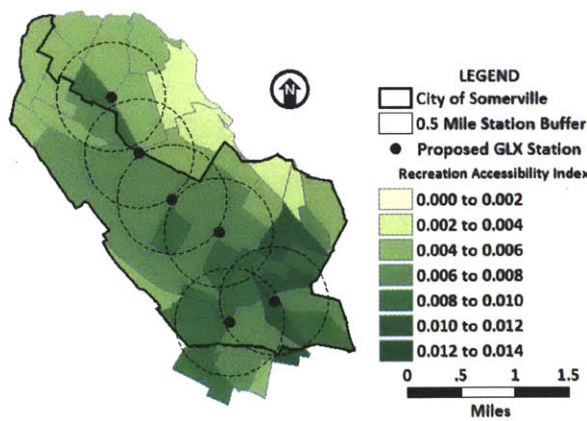 N
LEGEND
City of Somerville
0.5 Mile Station Buffer
Proposed GLX Station
Recreation Accessibility Index
0.000 to 0.002
0.002 to 0.004
0.004 to 0.006
0.006 to 0.008
0.008 to 0.010
0.010 to 0.012
0.012 to 0.014
0 .5 1 1.5
Miles